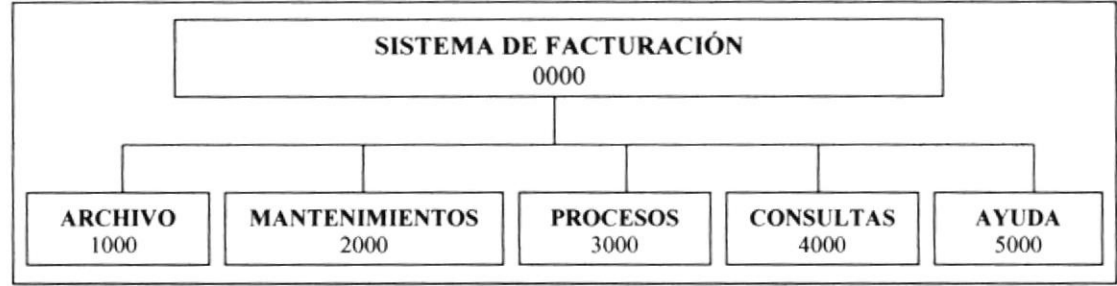 SISTEMA DE FACTURACIÓN
0000
ARCHIVO
1000
MANTENIMIENTOS
2000
PROCESOS
3000
CONSULTAS
4000
AYUDA
5000